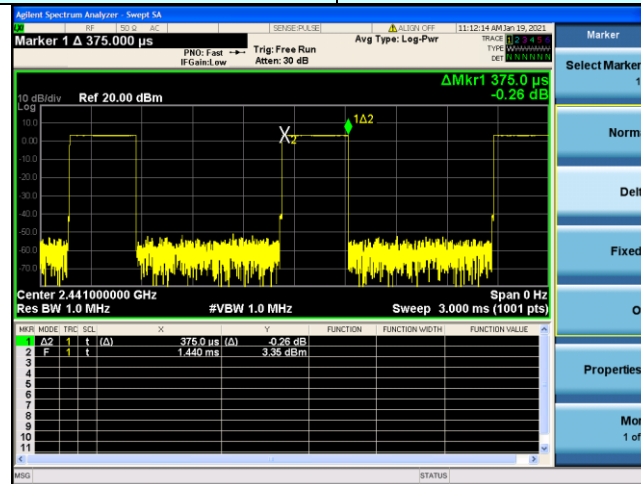 Agilent Spectrum Analyzer - Swept SA
RF 50 Ω AC SENSE:PULSE ALIGN OFF 11:12:14 AM Jan 19, 2021
Marker 1 Δ 375.000 µs
PNO: Fast
IFGain:Low
Trig: Free Run
Atten: 30 dB
Avg Type: Log-Pwr
TRACE 1 2 3 4 5 6
TYPE
DET N N N N N N
ΔMkr1 375.0 µs
-0.26 dB
10 dB/div Ref 20.00 dBm
Log
10.0
0.00
-10.0
-20.0
-30.0
-40.0
-50.0
-60.0
-70.0
X2
1Δ2
Center 2.441000000 GHz Span 0 Hz
Res BW 1.0 MHz #VBW 1.0 MHz Sweep 3.000 ms (1001 pts)
MKR MODE TRC SCL X Y FUNCTION FUNCTION WIDTH FUNCTION VALUE
1 Δ2 1 t (Δ) 375.0 µs (Δ) -0.26 dB
2 F 1 t 1.440 ms 3.35 dBm
3
4
5
6
7
8
9
10
11
MSG STATUS
Marker
Select Marker
1
Norm
Delt
Fixed
O
Properties
Mor
1 of